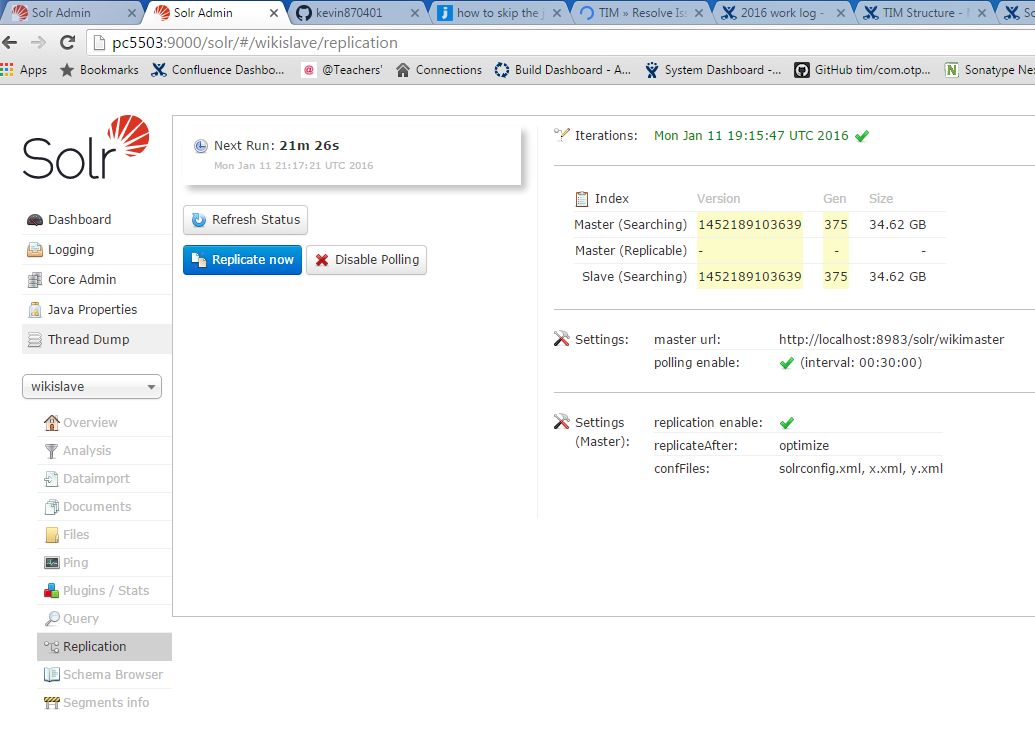 Solr Admin
Solr Admin
kevin870401
how to skip the j
TIM » Resolve Iss
2016 work log -
TIM Structure -
pc5503:9000/solr/#/wikislave/replication
Apps
Bookmarks
Confluence Dashbo...
@Teachers'
Connections
Build Dashboard - A...
System Dashboard -...
GitHub tim/com.otp...
Sonatype Nex
Solr
Dashboard
Logging
Core Admin
Java Properties
Thread Dump
wikislave
Overview
Analysis
Dataimport
Documents
Files
Ping
Plugins / Stats
Query
Replication
Schema Browser
Segments info
Next Run: 21m 26s
Mon Jan 11 21:17:21 UTC 2016
Refresh Status
Replicate now
Disable Polling
Iterations: Mon Jan 11 19:15:47 UTC 2016
Index Version Gen Size
Master (Searching) 1452189103639 375 34.62 GB
Master (Replicable) - - -
Slave (Searching) 1452189103639 375 34.62 GB
Settings: master url: http://localhost:8983/solr/wikimaster
polling enable: (interval: 00:30:00)
Settings (Master): replication enable:
replicateAfter: optimize
confFiles: solrconfig.xml, x.xml, y.xml